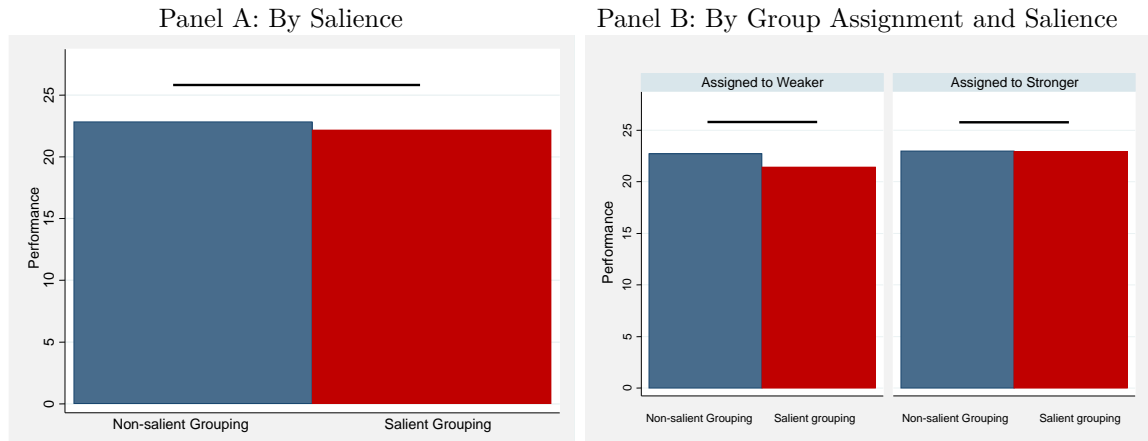 Panel A: By Salience
Performance
25
20
15
10
5
0
Non-salient Grouping Salient Grouping
Panel B: By Group Assignment and Salience
Assigned to Weaker Assigned to Stronger
Performance
25
20
15
10
5
0
Non-salient Grouping Salient grouping Non-salient Grouping Salient grouping